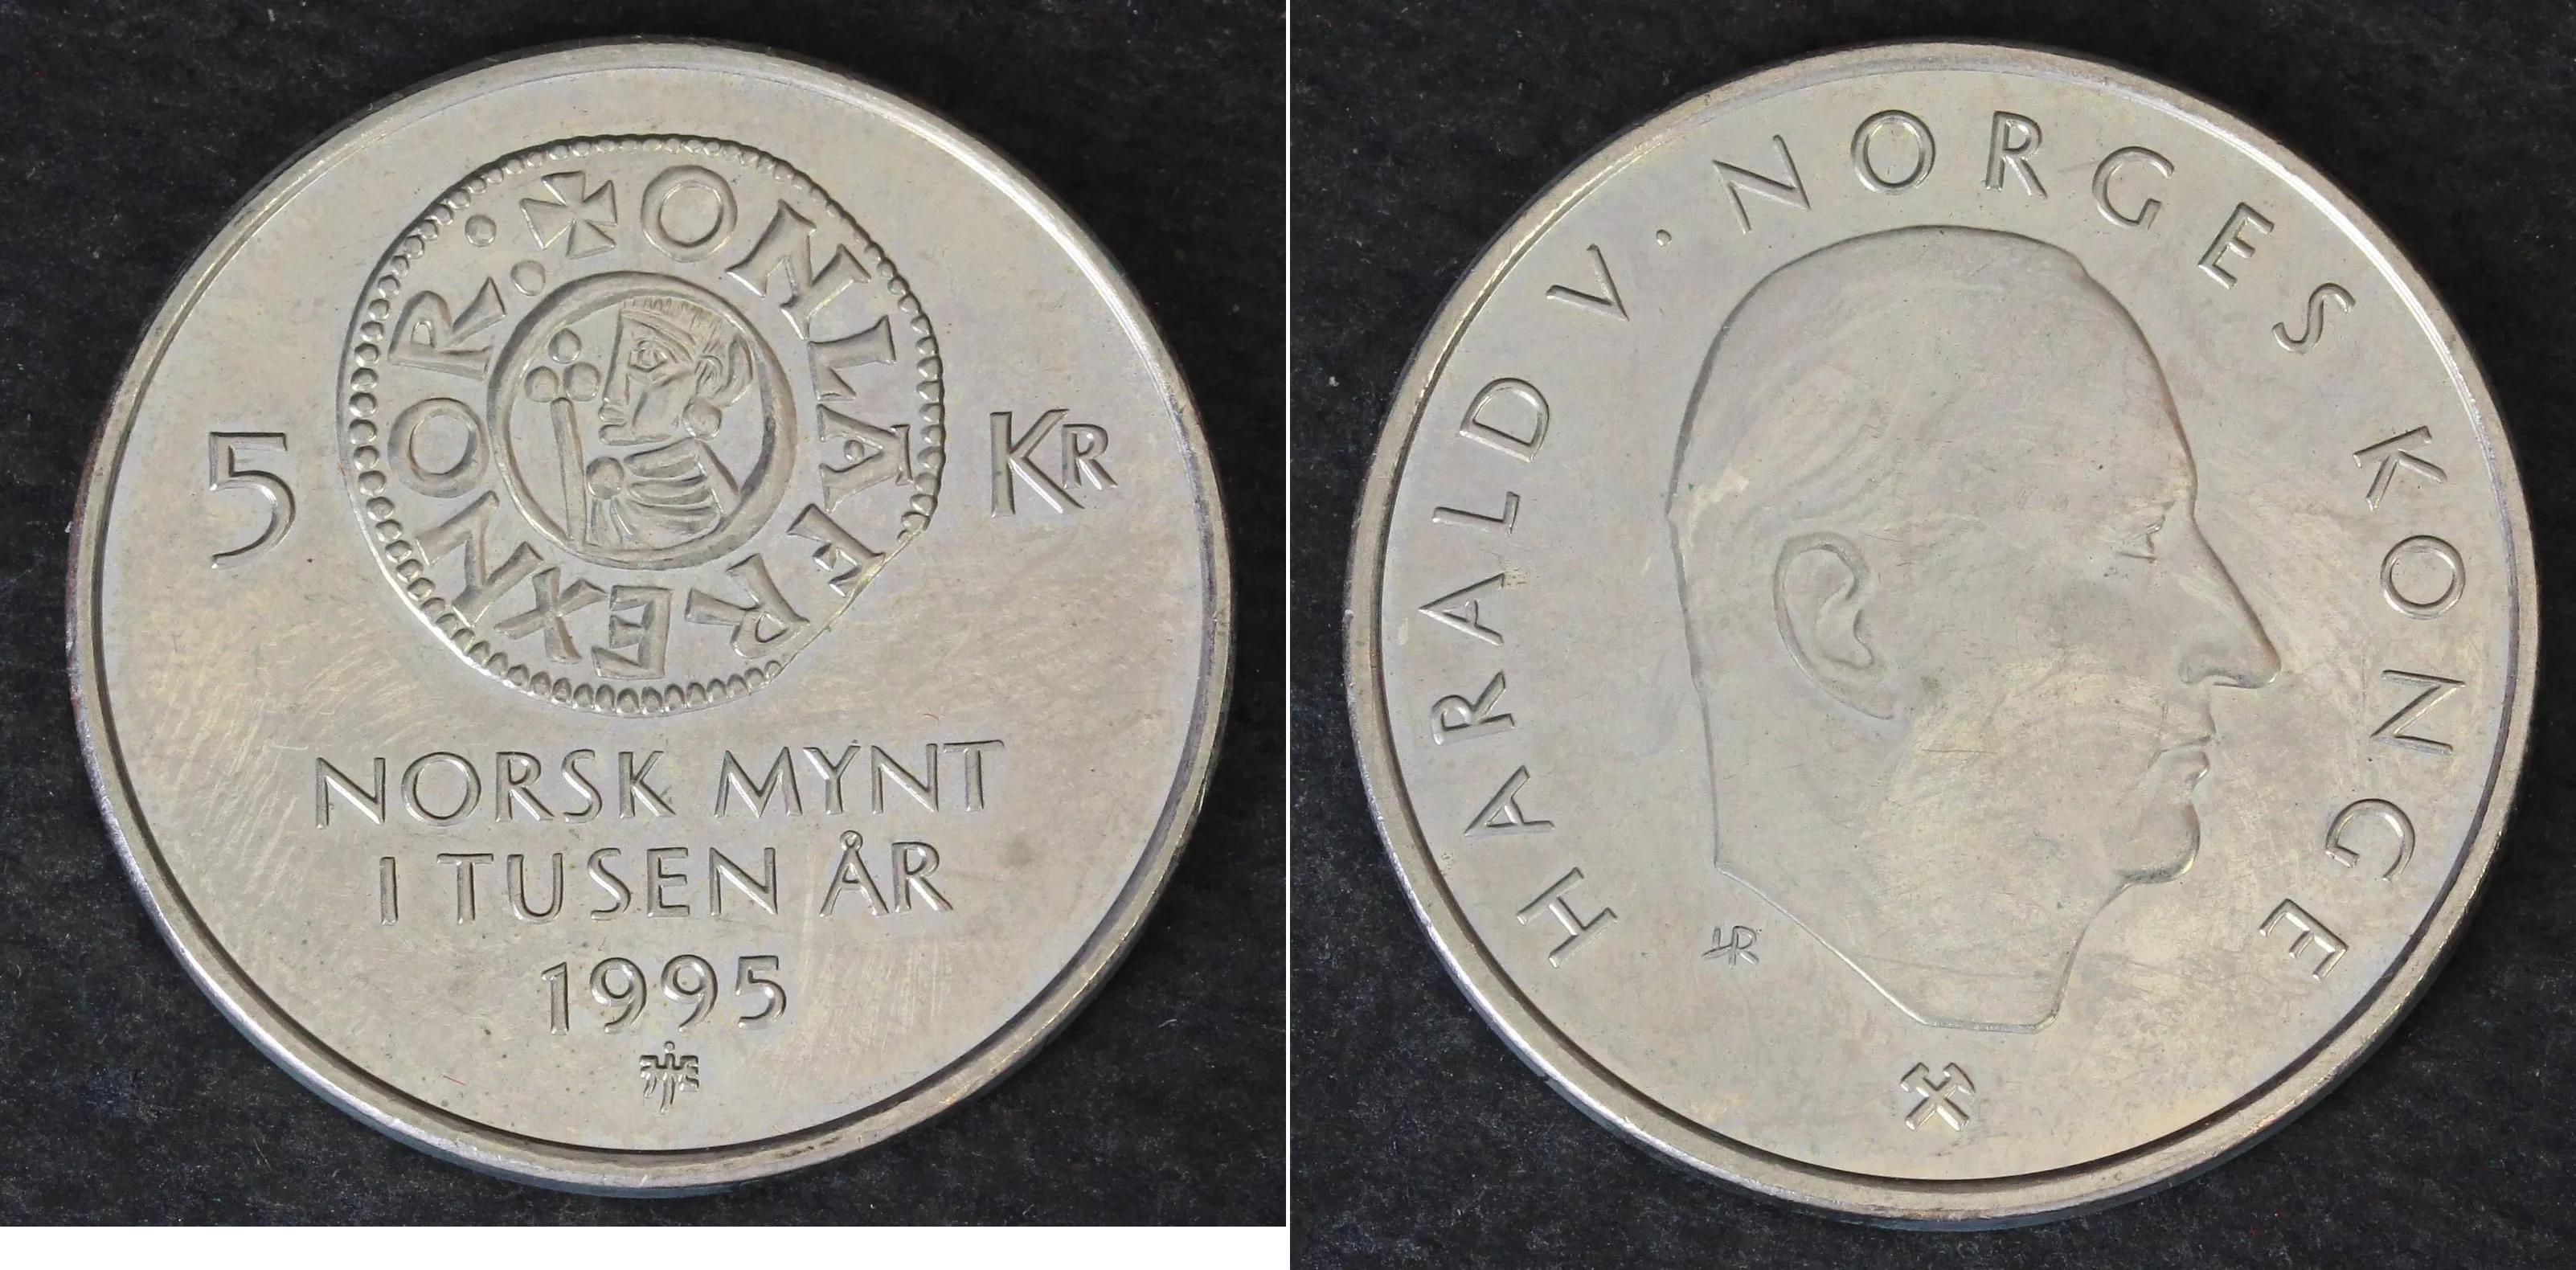 ONLAF REX NOR
5 KR
NORSK MYNT
I TUSEN ÅR
1995
HARALD V · NORGES KONGE